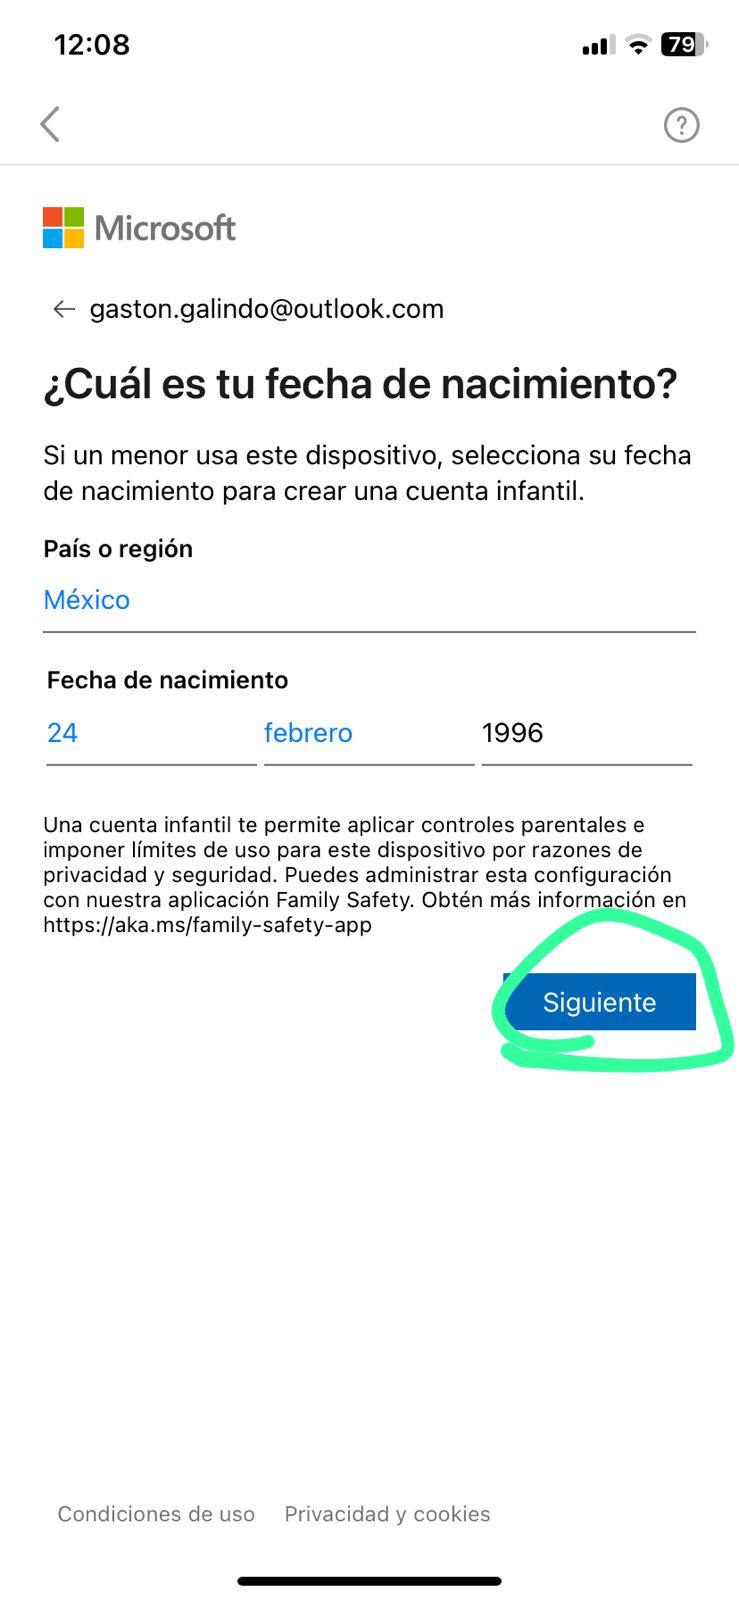 12:08
79
?
Microsoft
← gaston.galindo@outlook.com
¿Cuál es tu fecha de nacimiento?
Si un menor usa este dispositivo, selecciona su fecha
de nacimiento para crear una cuenta infantil.
País o región
México
Fecha de nacimiento
24 febrero 1996
Una cuenta infantil te permite aplicar controles parentales e
imponer límites de uso para este dispositivo por razones de
privacidad y seguridad. Puedes administrar esta configuración
con nuestra aplicación Family Safety. Obtén más información en
https://aka.ms/family-safety-app
Siguiente
Condiciones de uso Privacidad y cookies